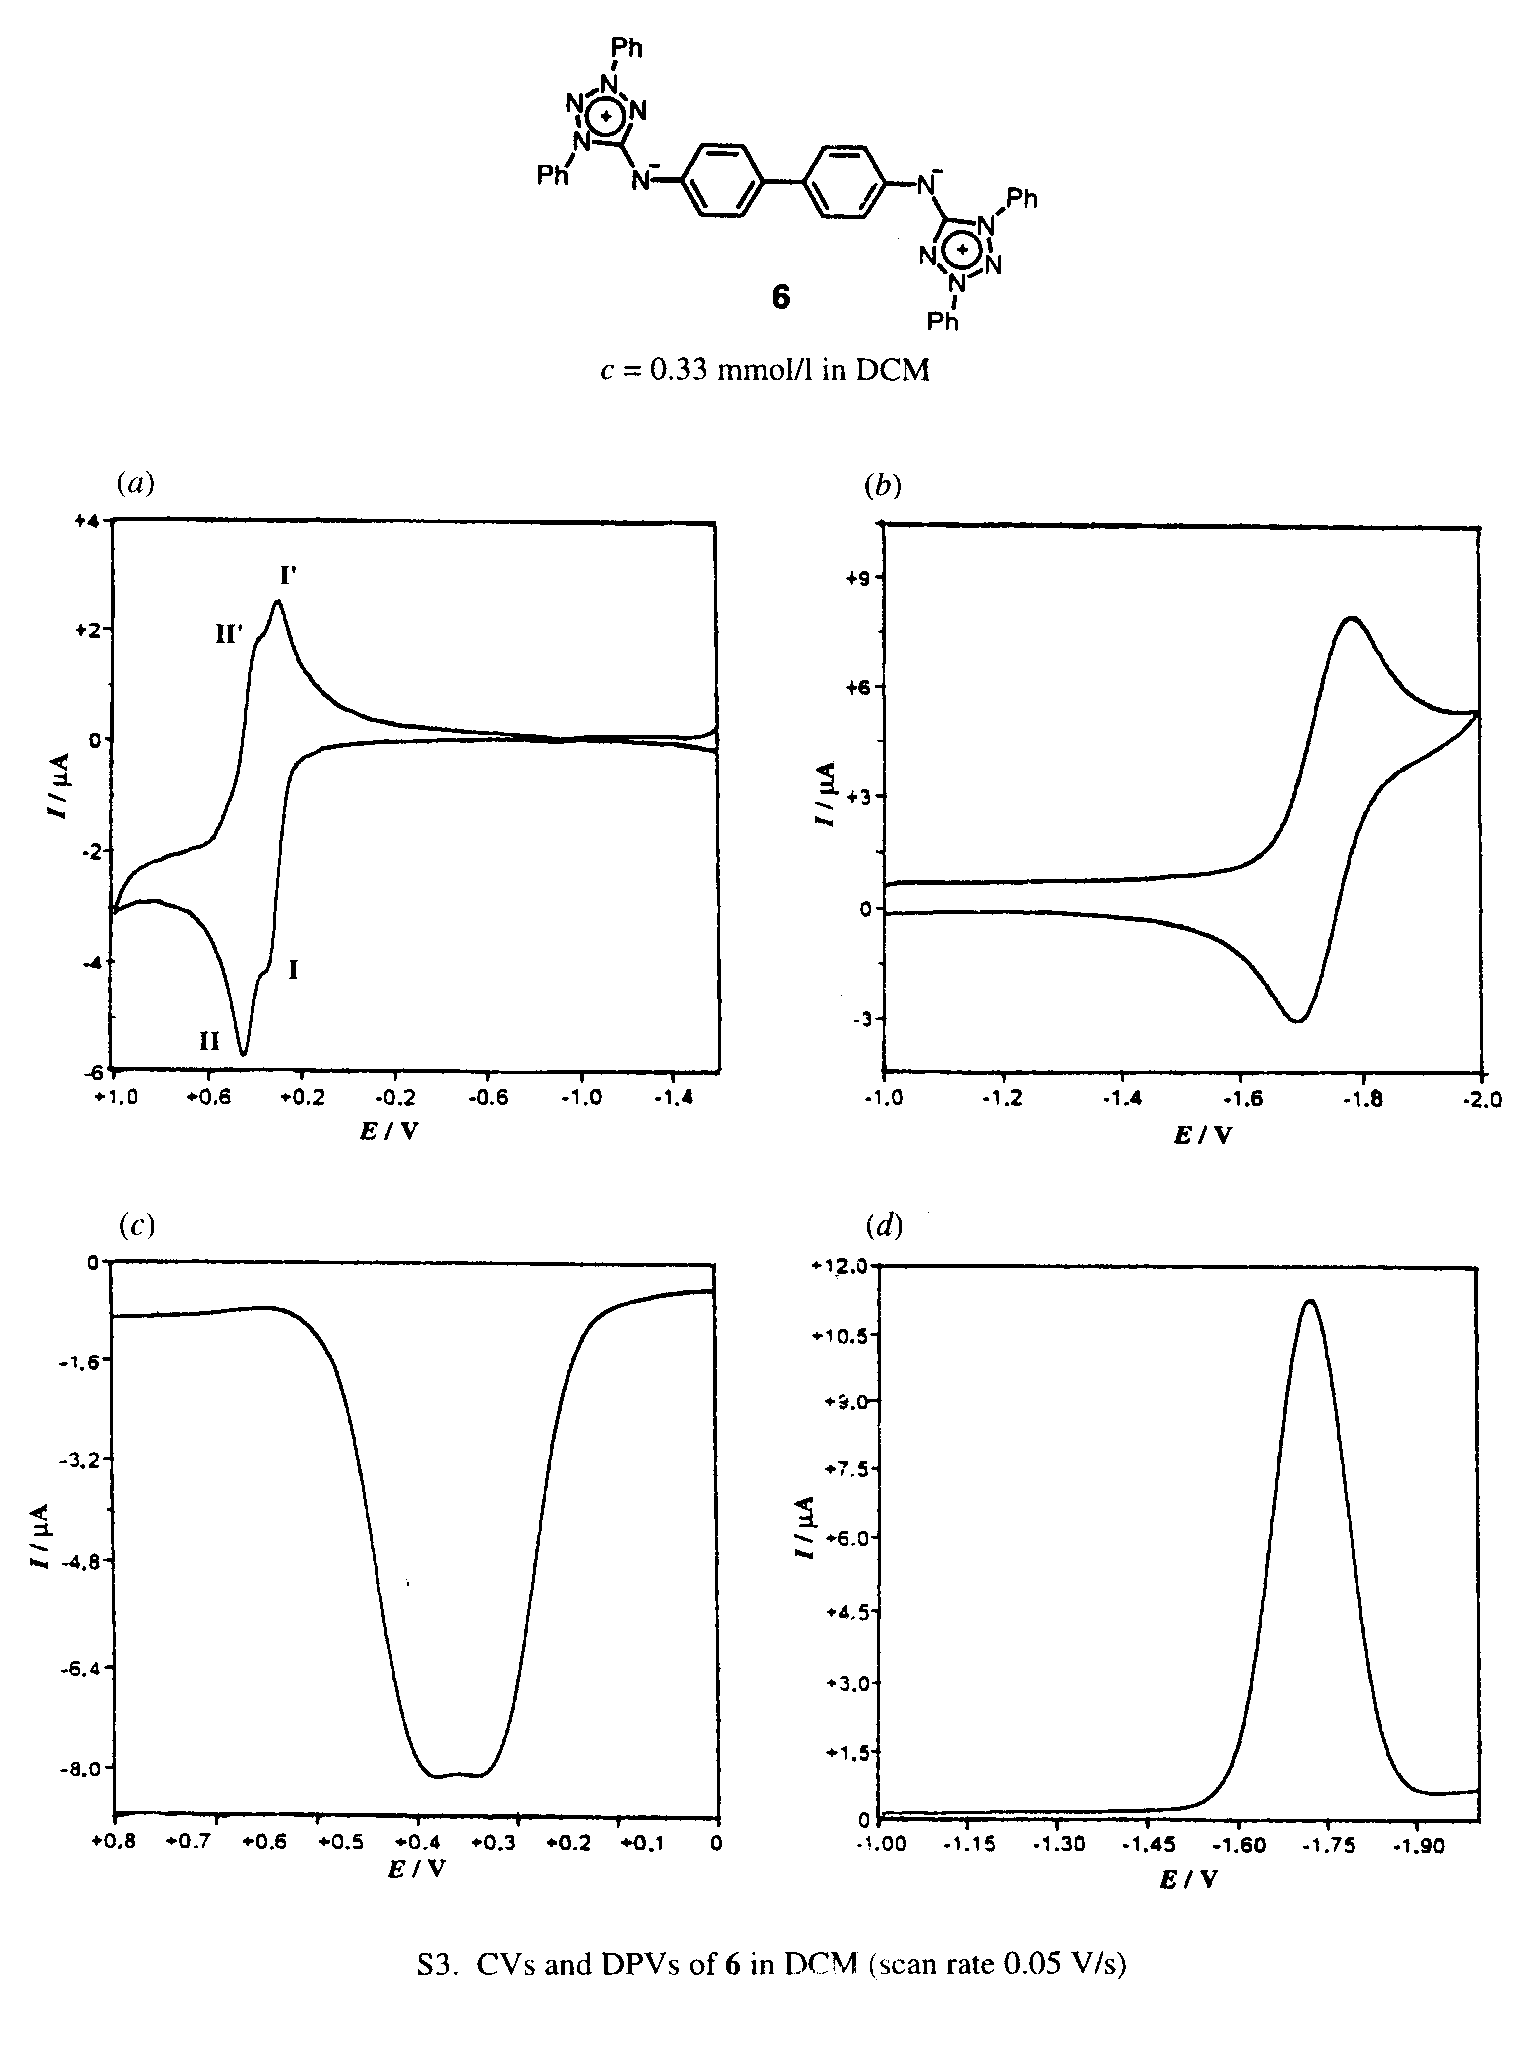 Ph
N
N N
N
Ph
N-
N-
Ph
N
N N
N
Ph
6
c = 0.33 mmol/l in DCM
(a)
+4
+2
0
-2
-4
-6
I / µA
I'
II'
I
II
+1.0 +0.6 +0.2 -0.2 -0.6 -1.0 -1.4
E / V
(b)
+9
+6
+3
0
-3
I / µA
-1.0 -1.2 -1.4 -1.6 -1.8 -2.0
E / V
(c)
0
-1.6
-3.2
-4.8
-6.4
-8.0
I / µA
+0.8 +0.7 +0.6 +0.5 +0.4 +0.3 +0.2 +0.1 0
E / V
(d)
+12.0
+10.5
+9.0
+7.5
+6.0
+4.5
+3.0
+1.5
0
I / µA
-1.00 -1.15 -1.30 -1.45 -1.60 -1.75 -1.90
E / V
S3. CVs and DPVs of 6 in DCM (scan rate 0.05 V/s)